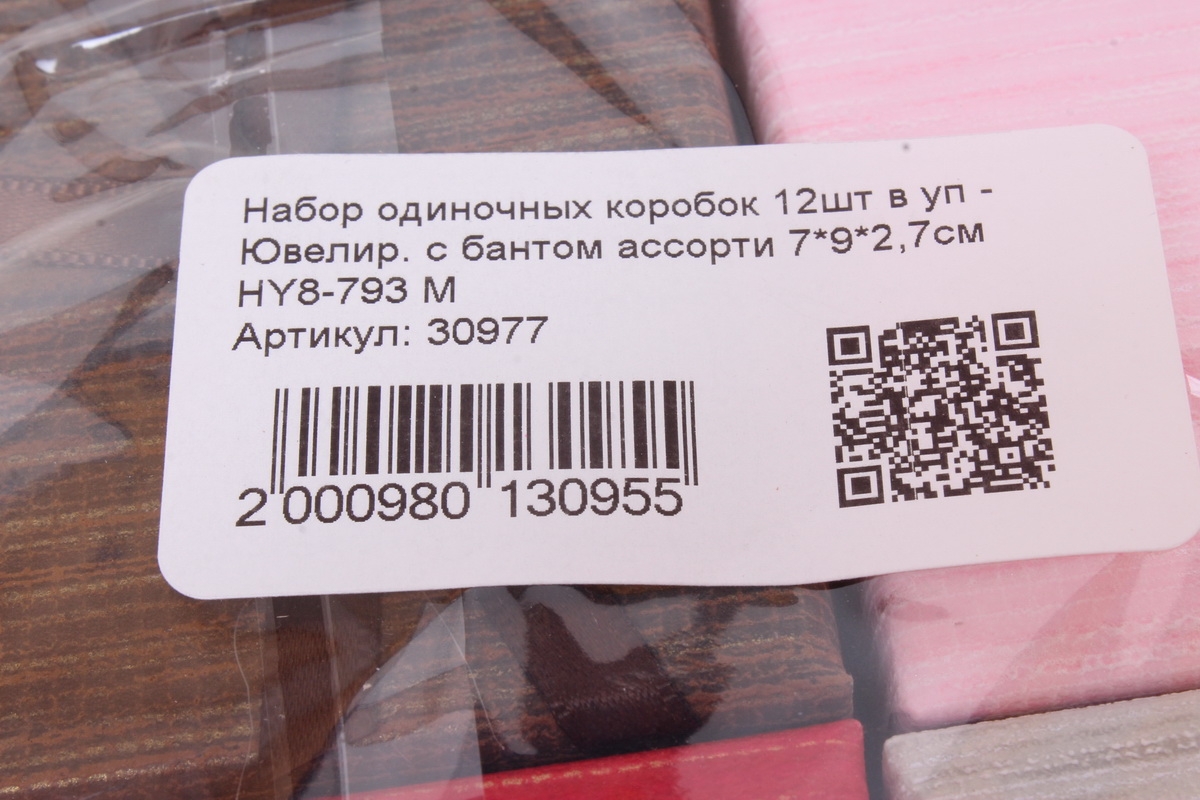 Набор одиночных коробок 12шт в уп -
Ювелир. с бантом ассорти 7*9*2,7см
HY8-793 M
Артикул: 30977
2 000980 130955